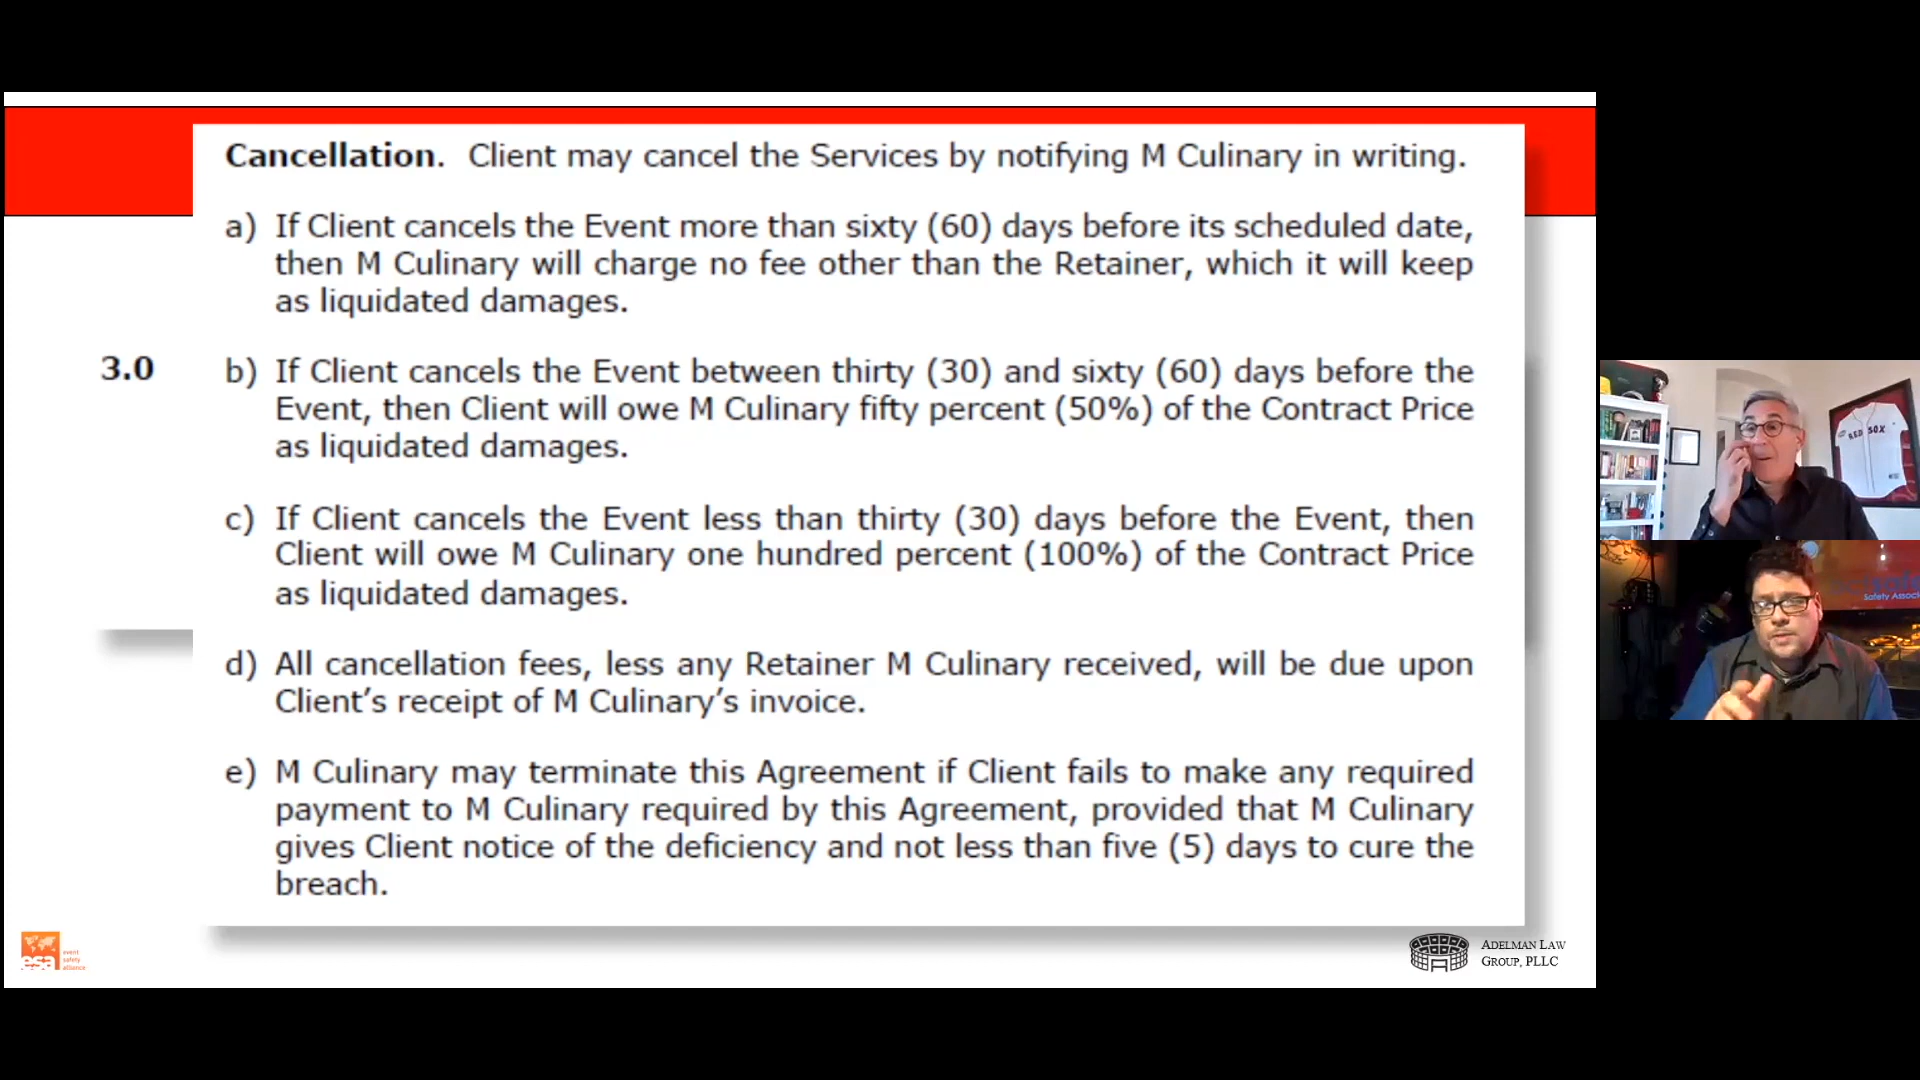 Cancellation. Client may cancel the Services by notifying M Culinary in writing.
a) If Client cancels the Event more than sixty (60) days before its scheduled date,
then M Culinary will charge no fee other than the Retainer, which it will keep
as liquidated damages.
3.0
b) If Client cancels the Event between thirty (30) and sixty (60) days before the
Event, then Client will owe M Culinary fifty percent (50%) of the Contract Price
as liquidated damages.
c) If Client cancels the Event less than thirty (30) days before the Event, then
Client will owe M Culinary one hundred percent (100%) of the Contract Price
as liquidated damages.
d) All cancellation fees, less any Retainer M Culinary received, will be due upon
Client’s receipt of M Culinary’s invoice.
e) M Culinary may terminate this Agreement if Client fails to make any required
payment to M Culinary required by this Agreement, provided that M Culinary
gives Client notice of the deficiency and not less than five (5) days to cure the
breach.
esa
event
safety
alliance
ADELMAN LAW
GROUP, PLLC
RED SOX
Safety Associ